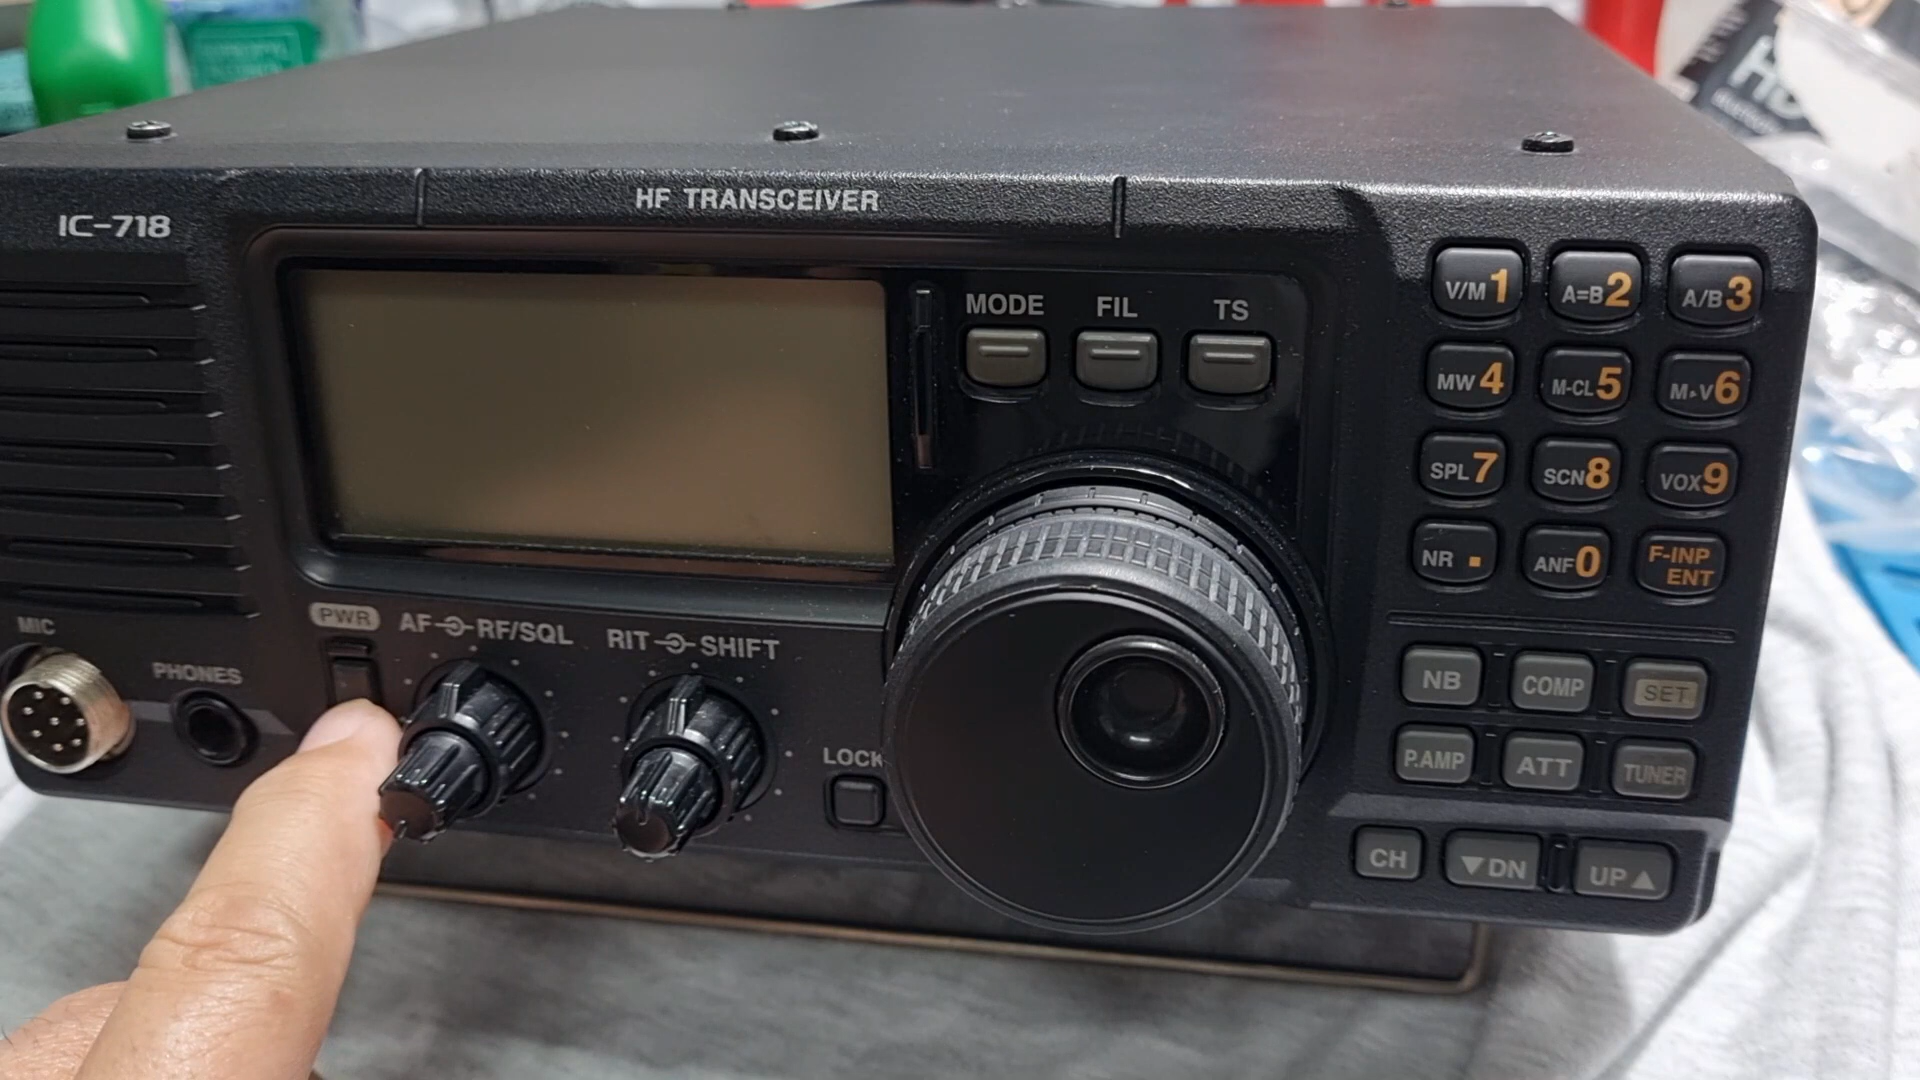 HF TRANSCEIVER
IC-718
MODE FIL TS
V/M 1 A=B 2 A/B 3
MW 4 M-CL 5 M▸V 6
SPL 7 SCN 8 VOX 9
NR . ANF 0 F-INP ENT
MIC
PHONES
PWR
AF RF/SQL
RIT SHIFT
LOCK
NB COMP SET
P.AMP ATT TUNER
CH ▼DN UP▲